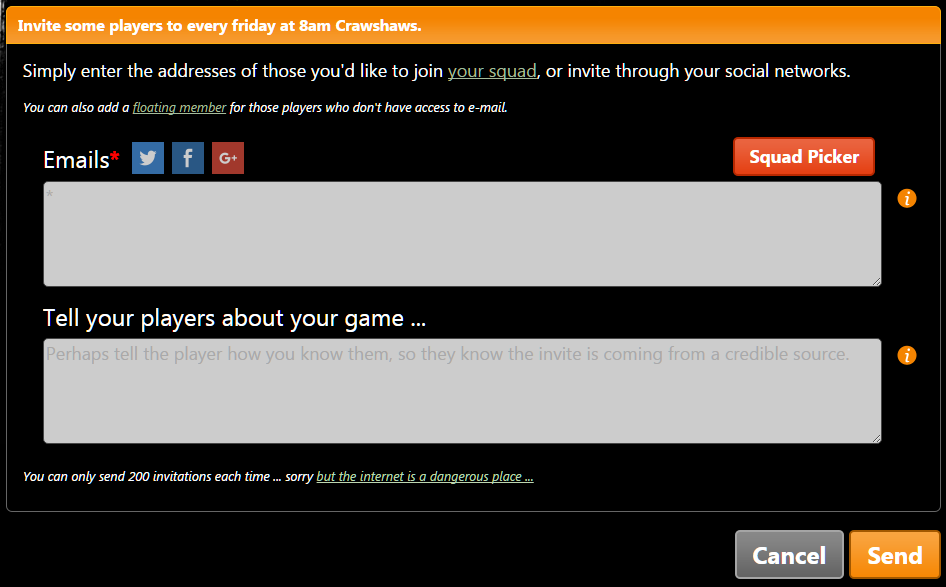 Invite some players to every friday at 8am Crawshaws.
Simply enter the addresses of those you'd like to join your squad, or invite through your social networks.
You can also add a floating member for those players who don't have access to e-mail.
Emails*
f
G+
Squad Picker
*
i
Tell your players about your game ...
Perhaps tell the player how you know them, so they know the invite is coming from a credible source.
i
You can only send 200 invitations each time ... sorry but the internet is a dangerous place ...
Cancel
Send